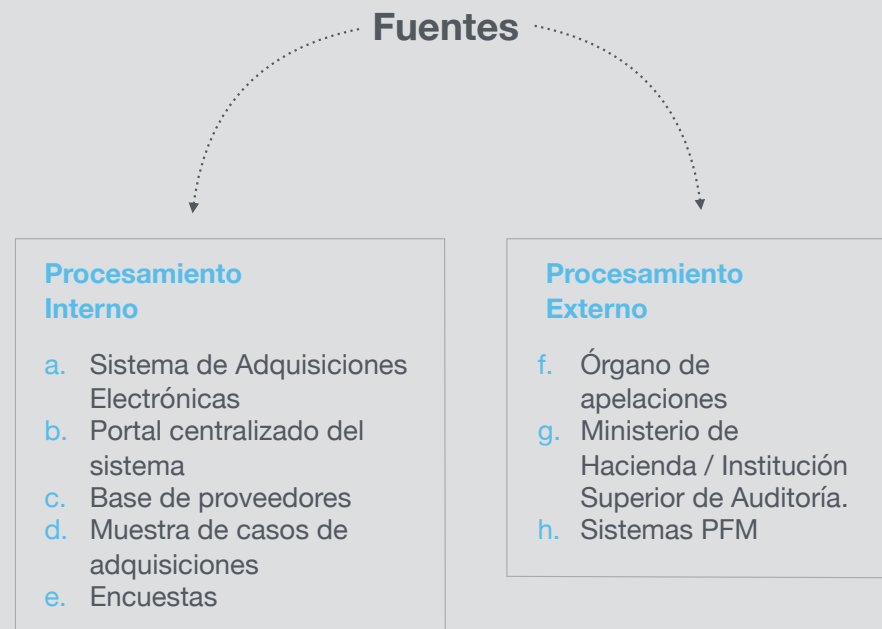 Fuentes
Procesamiento
Interno
a. Sistema de Adquisiciones
Electrónicas
b. Portal centralizado del
sistema
c. Base de proveedores
d. Muestra de casos de
adquisiciones
e. Encuestas
Procesamiento
Externo
f. Órgano de
apelaciones
g. Ministerio de
Hacienda / Institución
Superior de Auditoría.
h. Sistemas PFM